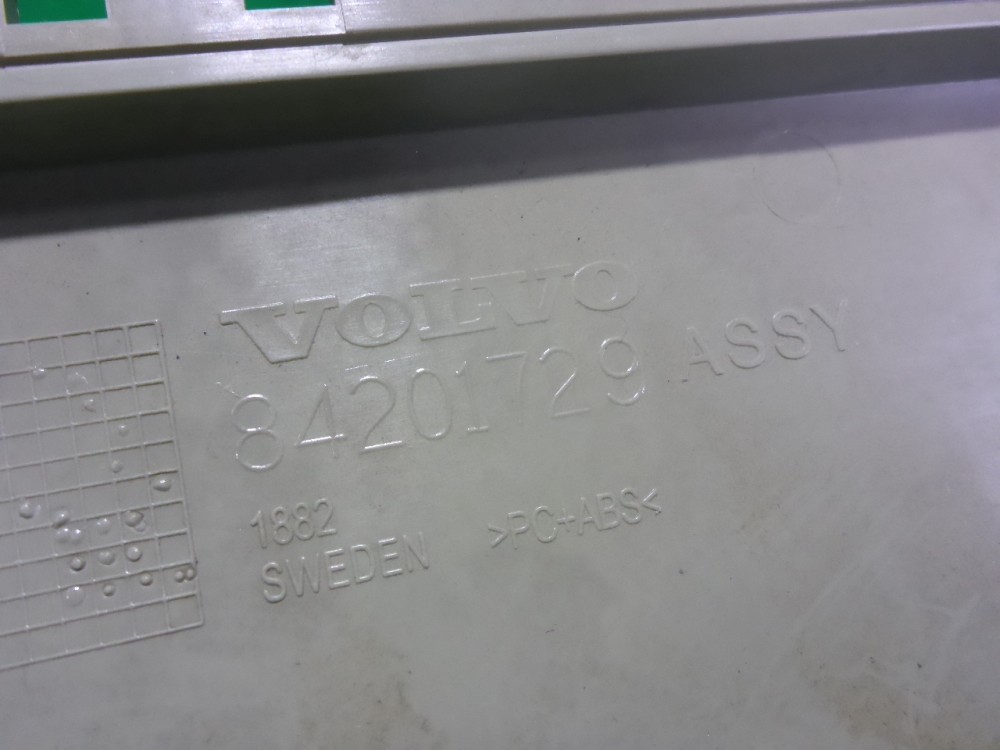 VOLVO
84201729 ASSY
1882
SWEDEN >PC+ABS<